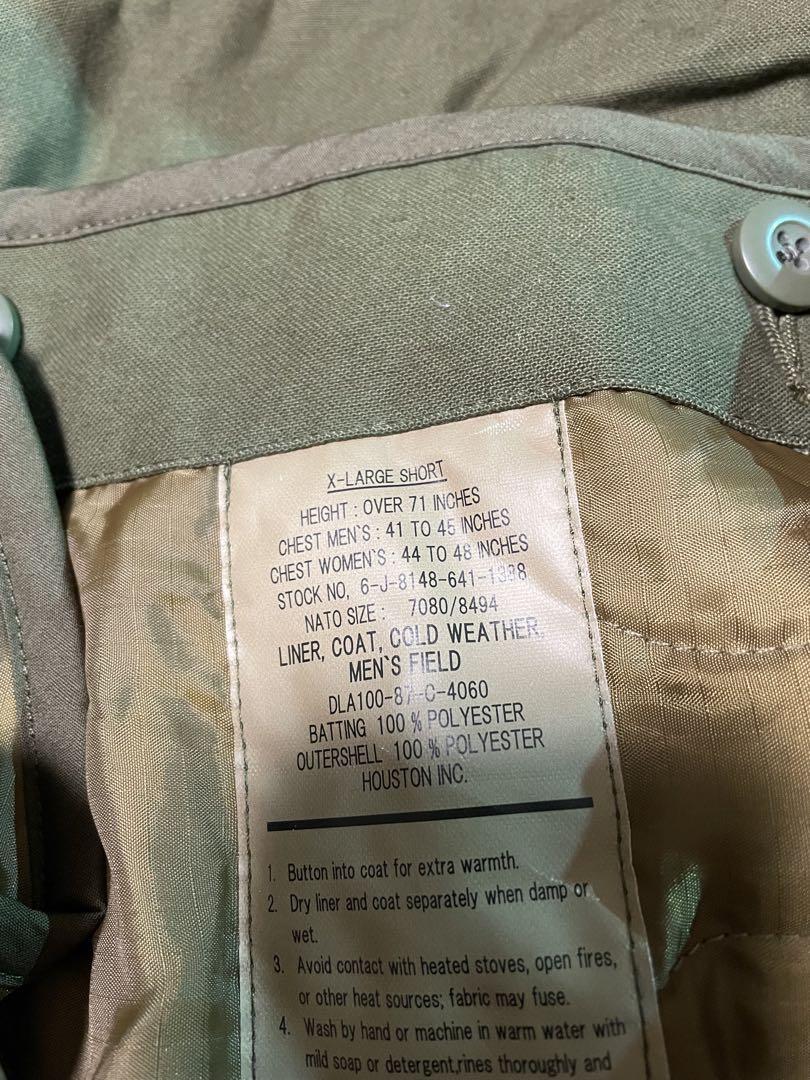 X-LARGE SHORT
HEIGHT : OVER 71 INCHES
CHEST MEN`S : 41 TO 45 INCHES
CHEST WOMEN`S : 44 TO 48 INCHES
STOCK NO, 6-J-8148-641-1388
NATO SIZE : 7080/8494
LINER, COAT, COLD WEATHER,
MEN`S FIELD
DLA100-87-C-4060
BATTING 100 % POLYESTER
OUTERSHELL 100 % POLYESTER
HOUSTON INC.
1. Button into coat for extra warmth.
2. Dry liner and coat separately when damp or
wet.
3. Avoid contact with heated stoves, open fires,
or other heat sources; fabric may fuse.
4. Wash by hand or machine in warm water with
mild soap or detergent,rines thoroughly and